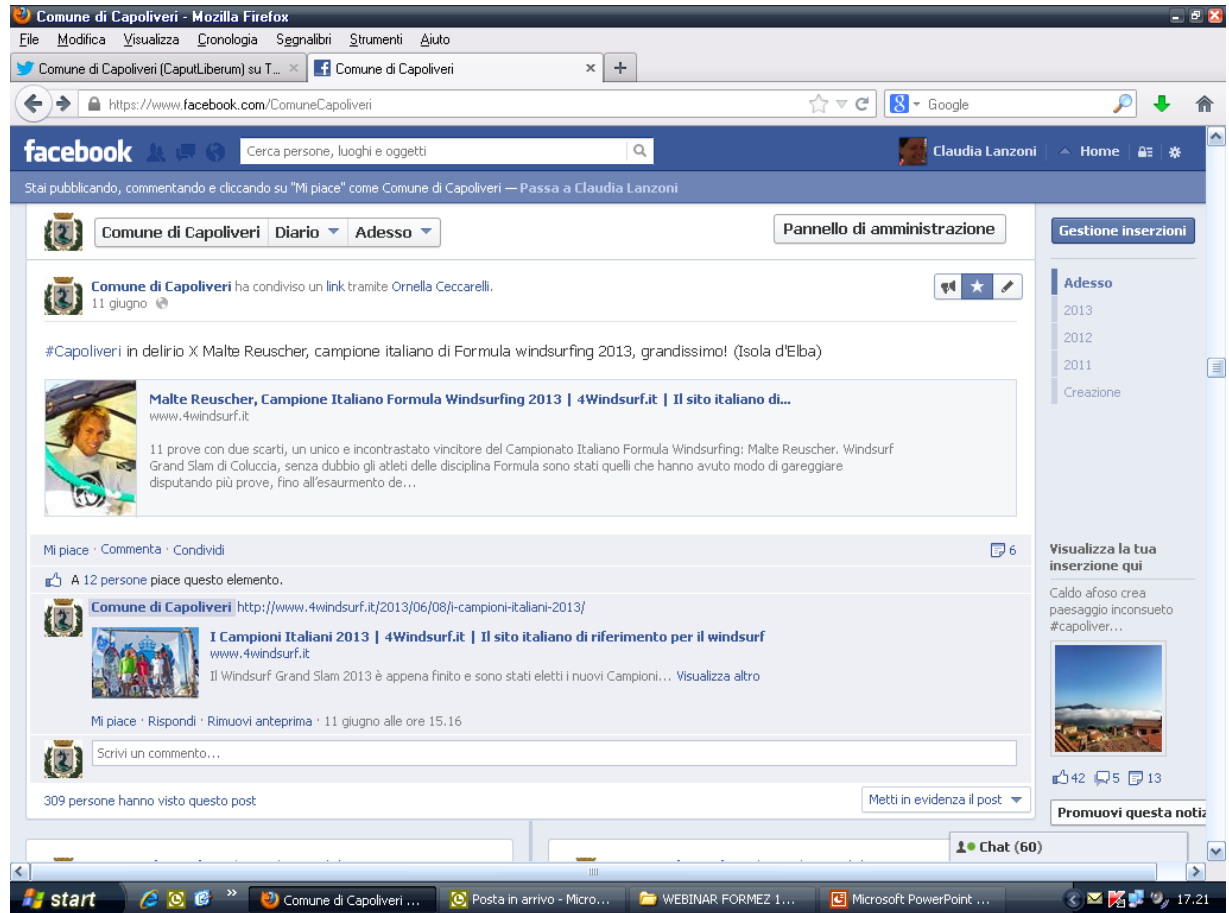 Comune di Capoliveri - Mozilla Firefox
File Modifica Visualizza Cronologia Segnalibri Strumenti Aiuto
Comune di Capoliveri (CaputLiberum) su T... × Comune di Capoliveri × +
https://www.facebook.com/ComuneCapoliveri Google
facebook Cerca persone, luoghi e oggetti Claudia Lanzoni Home
Stai pubblicando, commentando e cliccando su "Mi piace" come Comune di Capoliveri — Passa a Claudia Lanzoni
Comune di Capoliveri Diario Adesso Pannello di amministrazione
Gestione inserzioni
Adesso
2013
2012
2011
Creazione
Comune di Capoliveri ha condiviso un link tramite Ornella Ceccarelli.
11 giugno
#Capoliveri in delirio X Malte Reuscher, campione italiano di Formula windsurfing 2013, grandissimo! (Isola d'Elba)
Malte Reuscher, Campione Italiano Formula Windsurfing 2013 | 4Windsurf.it | Il sito italiano di...
www.4windsurf.it
11 prove con due scarti, un unico e incontrastato vincitore del Campionato Italiano Formula Windsurfing: Malte Reuscher. Windsurf
Grand Slam di Coluccia, senza dubbio gli atleti delle disciplina Formula sono stati quelli che hanno avuto modo di gareggiare
disputando più prove, fino all'esaurmento de...
Mi piace · Commenta · Condividi 6
A 12 persone piace questo elemento.
Comune di Capoliveri http://www.4windsurf.it/2013/06/08/i-campioni-italiani-2013/
I Campioni Italiani 2013 | 4Windsurf.it | Il sito italiano di riferimento per il windsurf
www.4windsurf.it
Il Windsurf Grand Slam 2013 è appena finito e sono stati eletti i nuovi Campioni... Visualizza altro
Mi piace · Rispondi · Rimuovi anteprima · 11 giugno alle ore 15.16
Scrivi un commento...
309 persone hanno visto questo post Metti in evidenza il post
Visualizza la tua
inserzione qui
Caldo afoso crea
paesaggio inconsueto
#capoliver...
42 5 13
Promuovi questa notiz
Chat (60)
start » Comune di Capoliveri ... Posta in arrivo - Micro... WEBINAR FORMEZ 1... Microsoft PowerPoint ... 17.21